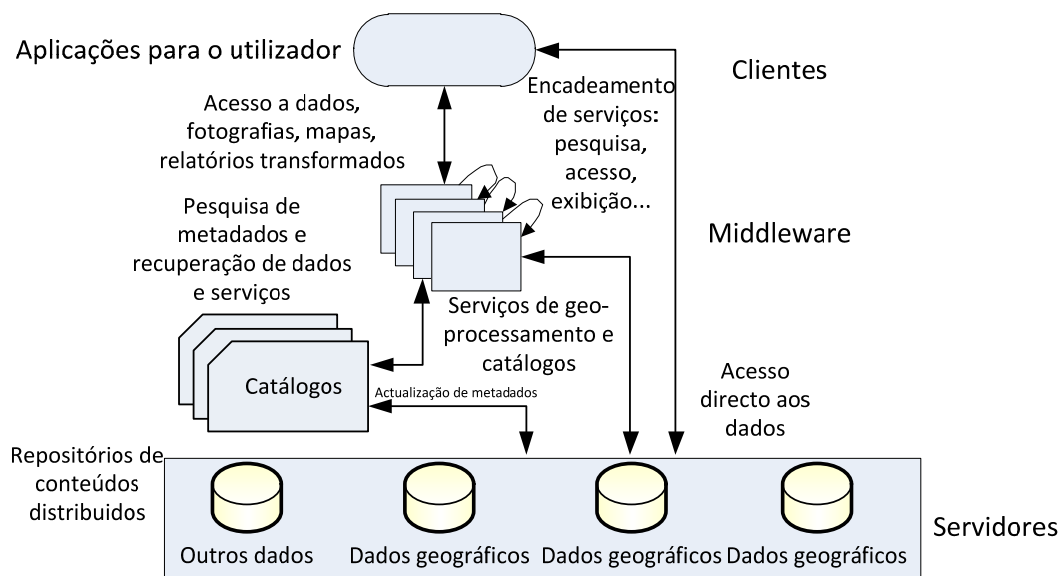 Aplicações para o utilizador
Clientes
Acesso a dados,
fotografias, mapas,
relatórios transformados
Encadeamento
de serviços:
pesquisa,
acesso,
exibição...
Pesquisa de
metadados e
recuperação de dados
e serviços
Middleware
Serviços de geo-
processamento e
catálogos
Catálogos
Actualização de metadados
Acesso
directo aos
dados
Repositórios de
conteúdos
distribuidos
Outros dados
Dados geográficos
Dados geográficos
Dados geográficos
Servidores